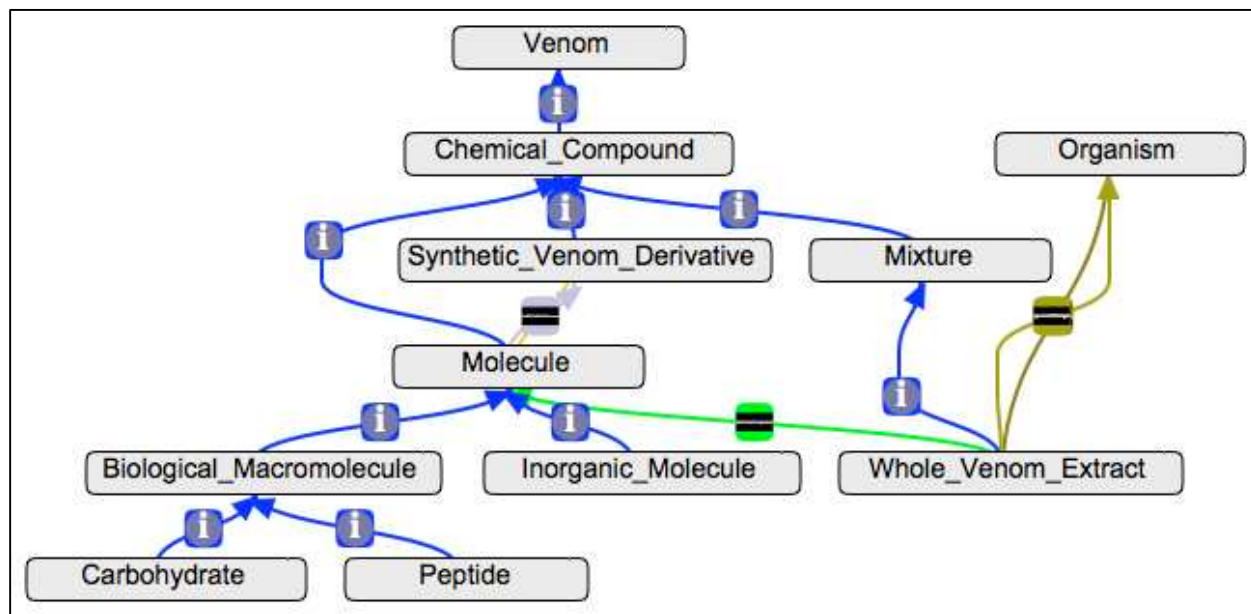 Venom
i
Chemical_Compound
Organism
i
i
i
Synthetic_Venom_Derivative
Mixture
Molecule
i
i
i
Biological_Macromolecule
Inorganic_Molecule
Whole_Venom_Extract
i
i
Carbohydrate
Peptide